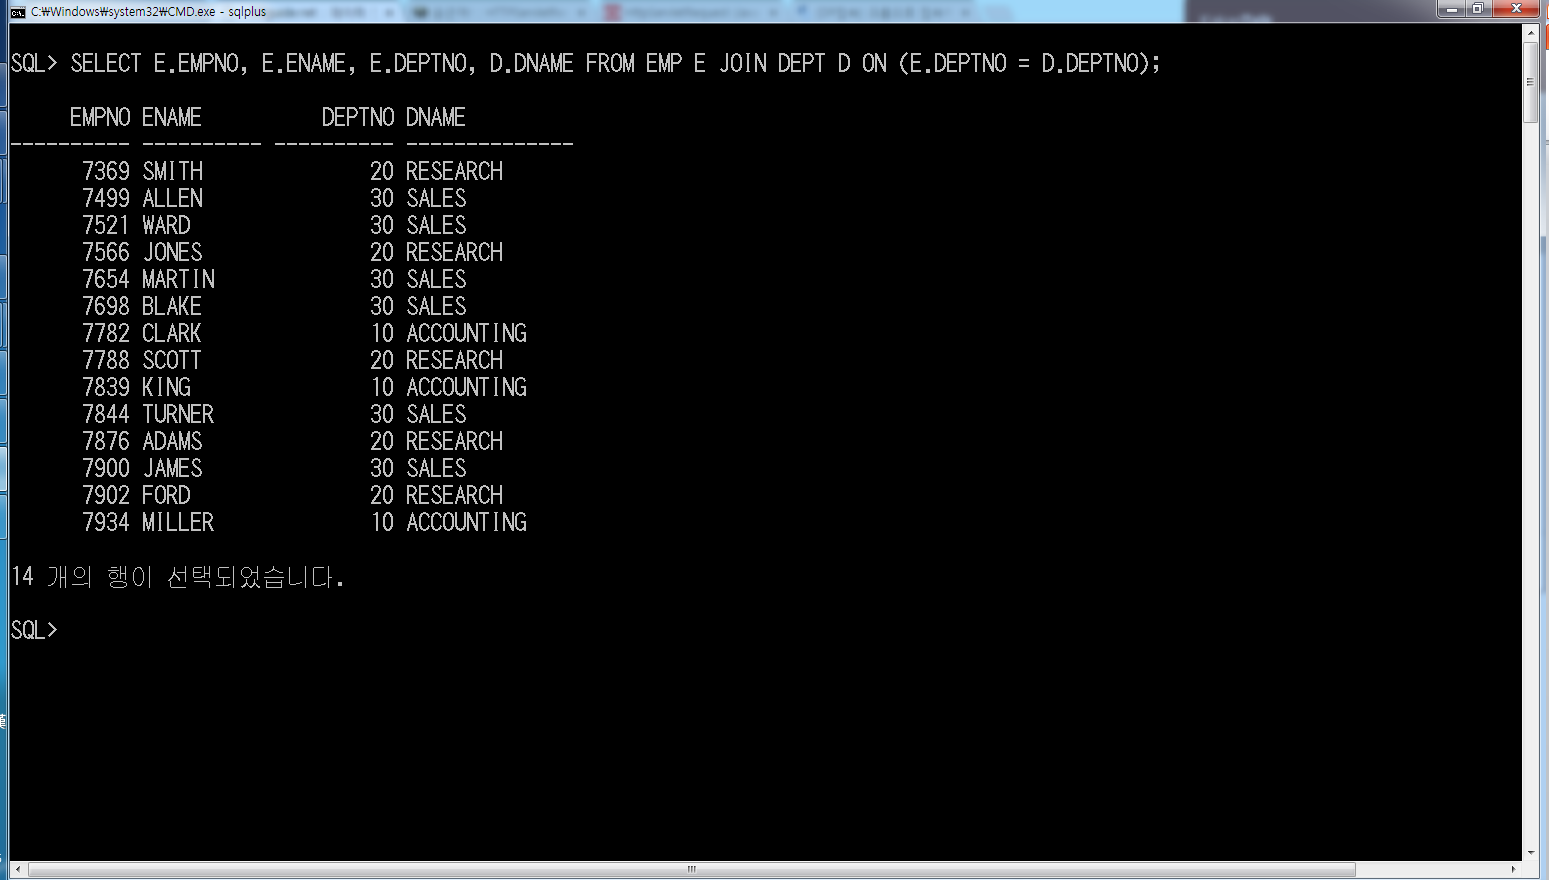 C:₩Windows₩system32₩CMD.exe - sqlplus
SQL> SELECT E.EMPNO, E.ENAME, E.DEPTNO, D.DNAME FROM EMP E JOIN DEPT D ON (E.DEPTNO = D.DEPTNO);
EMPNO ENAME DEPTNO DNAME
---------- ---------- ---------- --------------
7369 SMITH 20 RESEARCH
7499 ALLEN 30 SALES
7521 WARD 30 SALES
7566 JONES 20 RESEARCH
7654 MARTIN 30 SALES
7698 BLAKE 30 SALES
7782 CLARK 10 ACCOUNTING
7788 SCOTT 20 RESEARCH
7839 KING 10 ACCOUNTING
7844 TURNER 30 SALES
7876 ADAMS 20 RESEARCH
7900 JAMES 30 SALES
7902 FORD 20 RESEARCH
7934 MILLER 10 ACCOUNTING
14 개의 행이 선택되었습니다.
SQL>